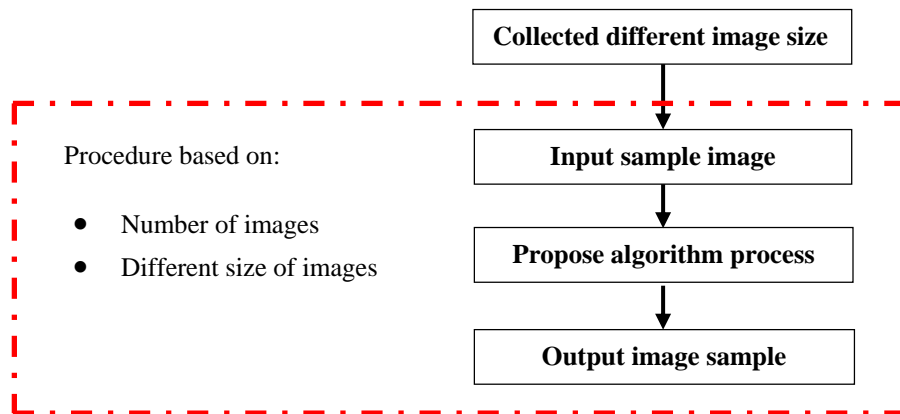 Collected different image size
Procedure based on:
Input sample image
● Number of images
● Different size of images
Propose algorithm process
Output image sample